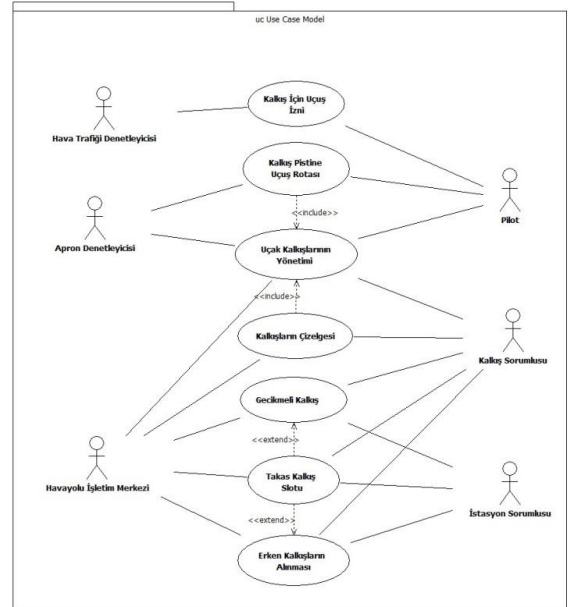 uc Use Case Model
Kalkış İçin Uçuş
İzni
Hava Trafiği Denetleyicisi
Kalkış Pistine
Uçuş Rotası
Pilot
<<include>>
Apron Denetleyicisi
Uçak Kalkışlarının
Yönetimi
<<include>>
Kalkışların Çizelgesi
Kalkış Sorumlusu
Gecikmeli Kalkış
<<extend>>
Havayolu İşletim Merkezi
Takas Kalkış
Slotu
İstasyon Sorumlusu
<<extend>>
Erken Kalkışların
Alınması